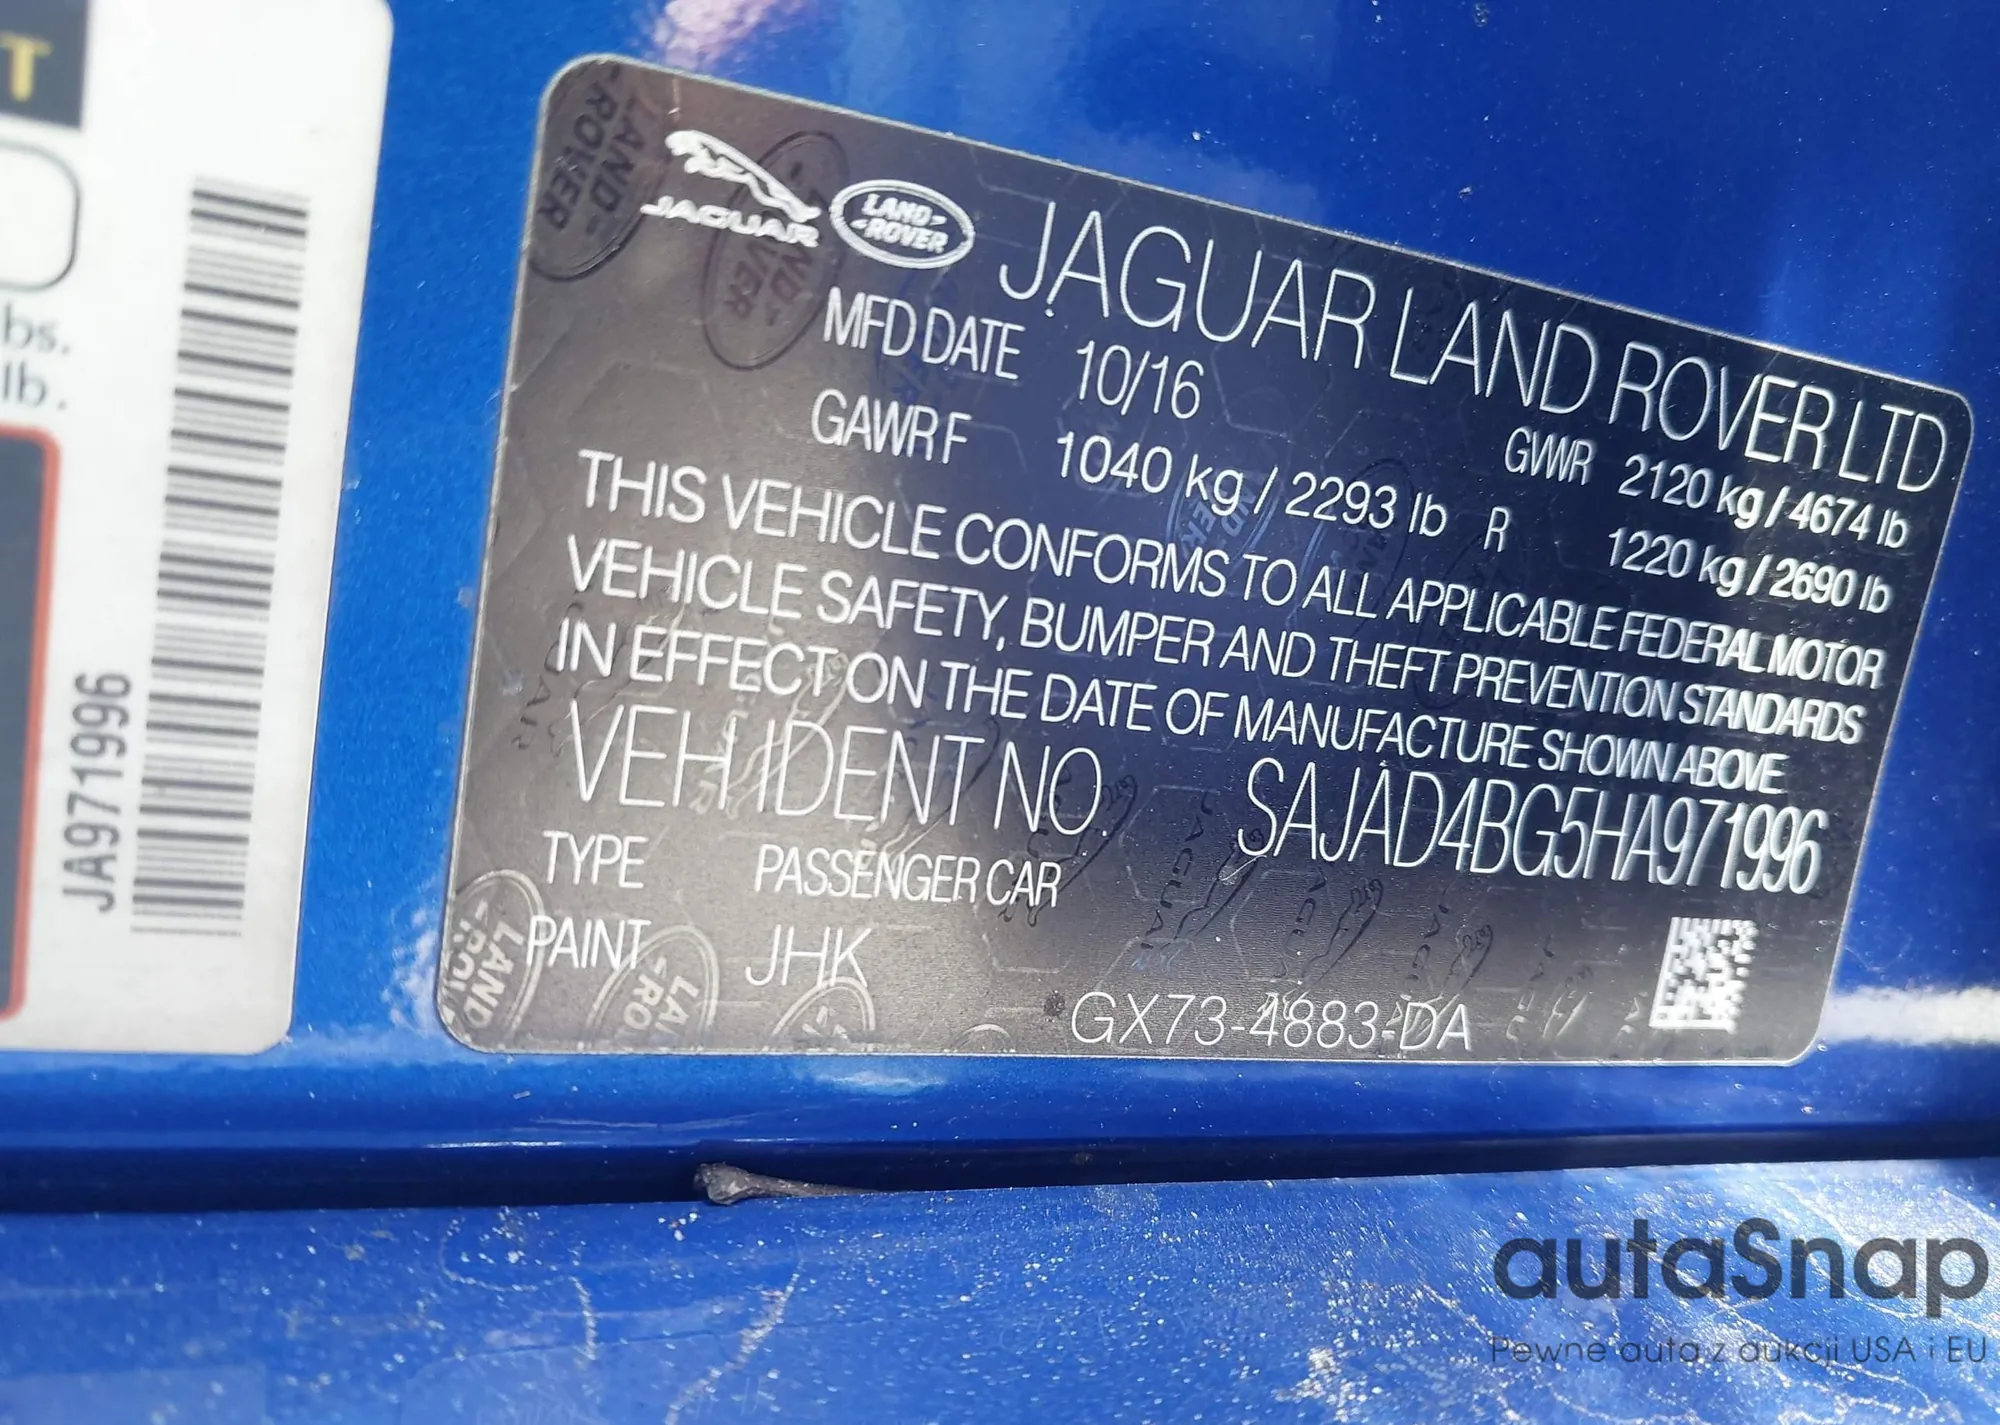 T
bs.
lb.
JA971996
JAGUAR
LAND-
-ROVER
JAGUAR LAND ROVER LTD
MFD DATE 10/16 GVWR 2120 kg / 4674 lb
GAWR F 1040 kg / 2293 lb R 1220 kg / 2690 lb
THIS VEHICLE CONFORMS TO ALL APPLICABLE FEDERAL MOTOR
VEHICLE SAFETY, BUMPER AND THEFT PREVENTION STANDARDS
IN EFFECT ON THE DATE OF MANUFACTURE SHOWN ABOVE.
VEH IDENT NO. SAJAD4BG5HA971996
TYPE PASSENGER CAR
PAINT JHK
GX73-4883-DA
autaSnap
Pewne auta z aukcji USA i EU